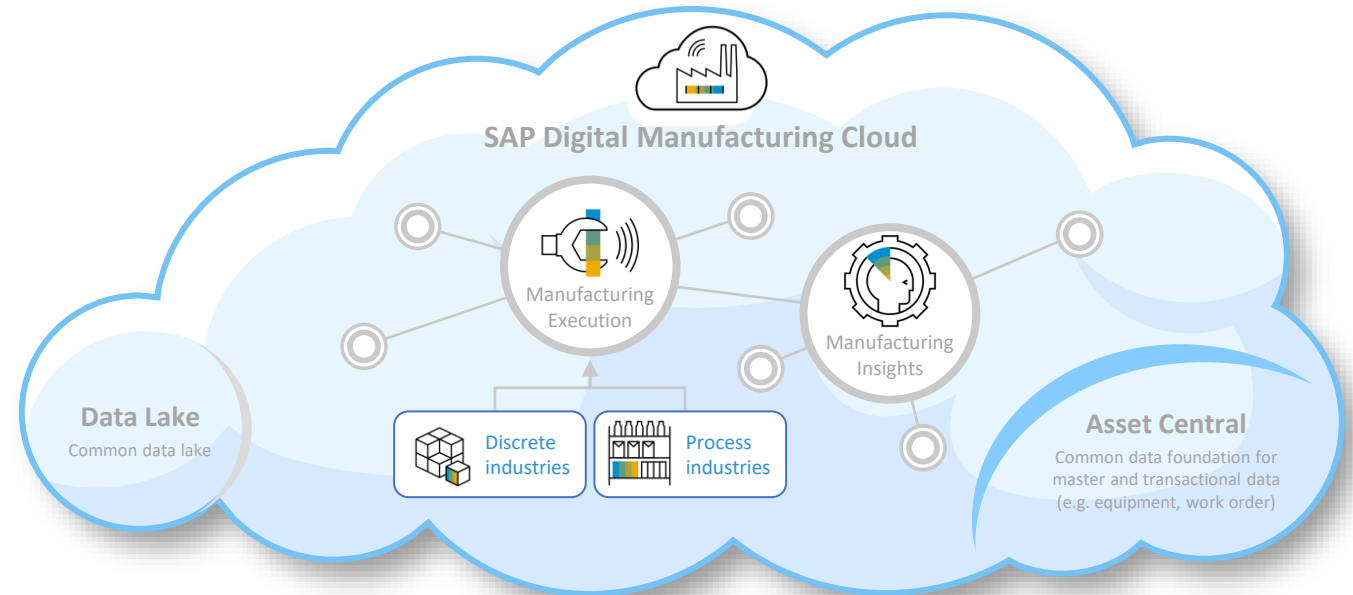 SAP Digital Manufacturing Cloud
Manufacturing
Execution
Manufacturing
Insights
Data Lake
Common data lake
Discrete
industries
Process
industries
Asset Central
Common data foundation for
master and transactional data
(e.g. equipment, work order)